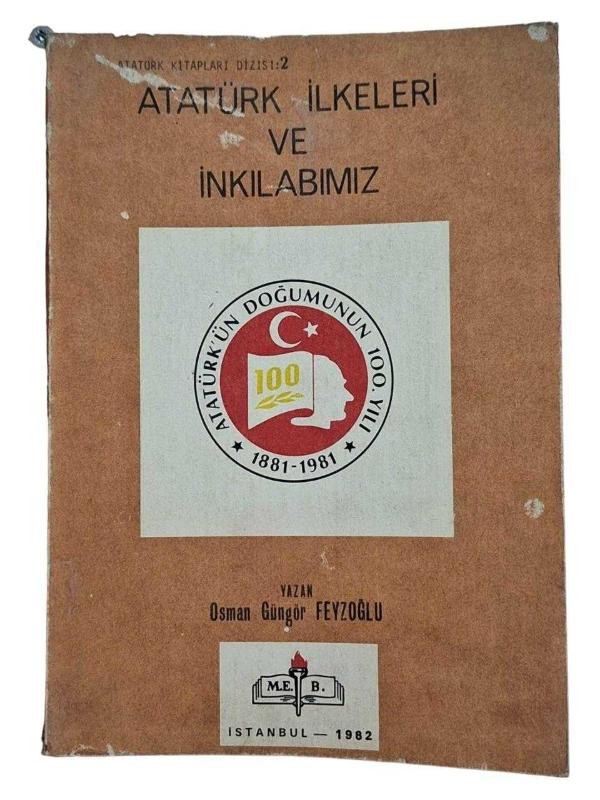 ATATÜRK KİTAPLARI DİZİSİ:2
ATATÜRK İLKELERİ
VE
İNKILABIMIZ
ATATÜRK'ÜN DOĞUMUNUN 100. YILI
100
★ 1881-1981 ★
YAZAN
Osman Güngör FEYZOĞLU
M.E. B.
İSTANBUL — 1982